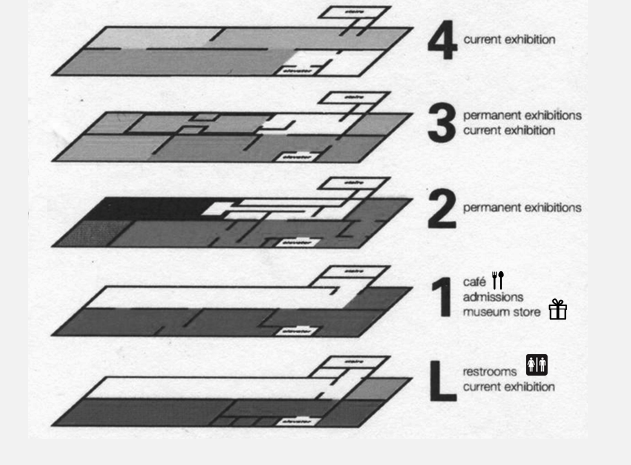 stairs
elevator
4 current exhibition
stairs
3 permanent exhibitions
current exhibition
elevator
stairs
2 permanent exhibitions
elevator
stairs
1 café
admissions
museum store
elevator
stairs
L restrooms
current exhibition
elevator